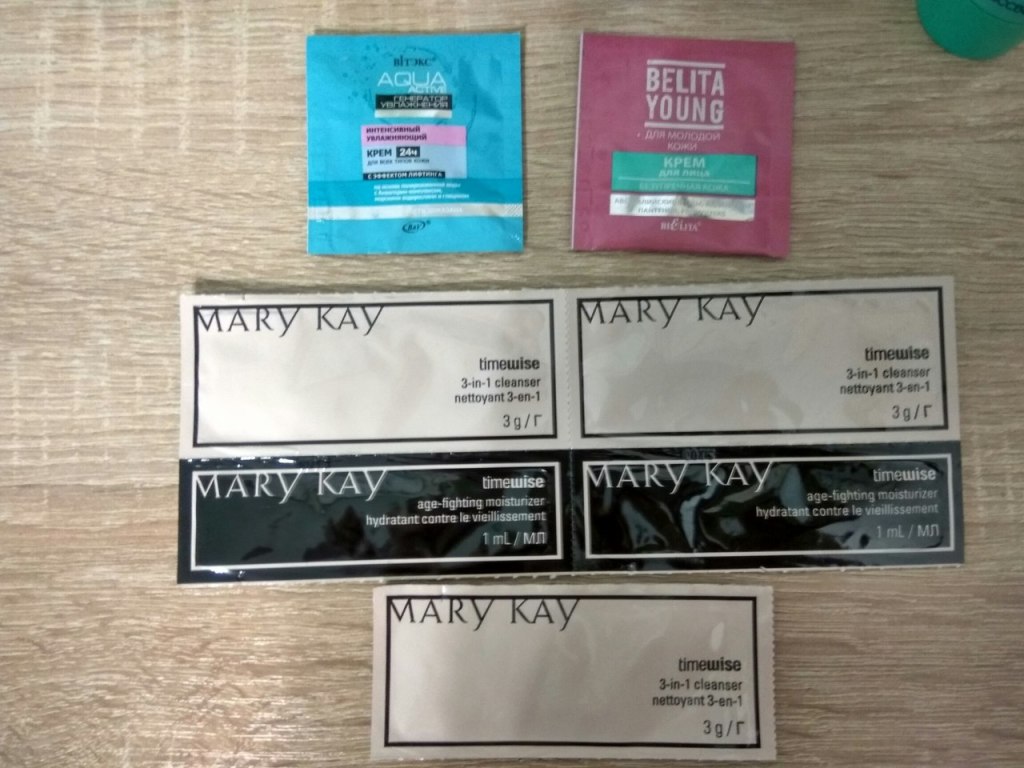 ВІТЭКС®
AQUA
ACTIVE
ГЕНЕРАТОР
УВЛАЖНЕНИЯ
ИНТЕНСИВНЫЙ
УВЛАЖНЯЮЩИЙ
КРЕМ 24ч
ДЛЯ ВСЕХ ТИПОВ КОЖИ
С ЭФФЕКТОМ ЛИФТИНГА
BELITA
YOUNG
ДЛЯ МОЛОДОЙ
КОЖИ
КРЕМ
ДЛЯ ЛИЦА
БЕЗУПРЕЧНАЯ КОЖА
BIELITA®
MARY KAY
timewise
3-in-1 cleanser
nettoyant 3-en-1
3 g / Г
MARY KAY
timewise
3-in-1 cleanser
nettoyant 3-en-1
3 g / Г
MARY KAY
timewise
age-fighting moisturizer
hydratant contre le vieillissement
1 mL / МЛ
MARY KAY
timewise
age-fighting moisturizer
hydratant contre le vieillissement
1 mL / МЛ
MARY KAY
timewise
3-in-1 cleanser
nettoyant 3-en-1
3 g / Г